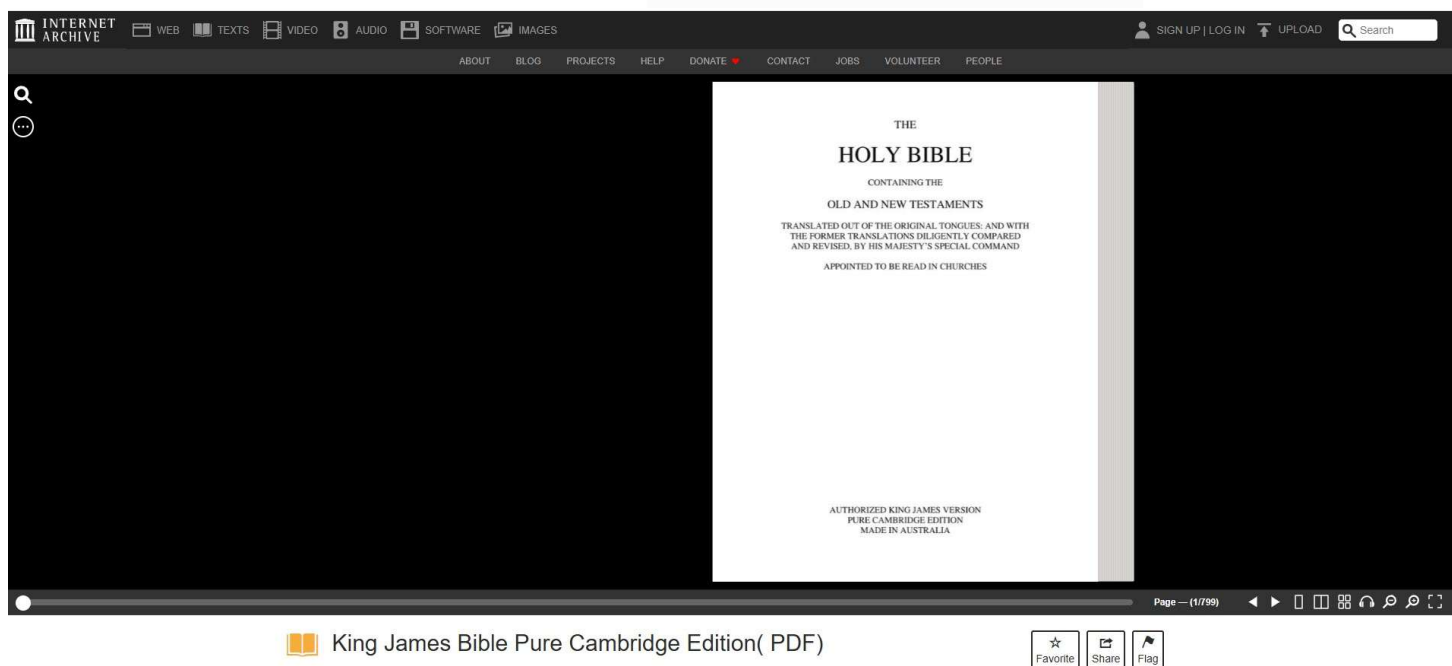 INTERNET ARCHIVE WEB TEXTS VIDEO AUDIO SOFTWARE IMAGES SIGN UP | LOG IN UPLOAD Search
ABOUT BLOG PROJECTS HELP DONATE CONTACT JOBS VOLUNTEER PEOPLE
THE
HOLY BIBLE
CONTAINING THE
OLD AND NEW TESTAMENTS
TRANSLATED OUT OF THE ORIGINAL TONGUES: AND WITH
THE FORMER TRANSLATIONS DILIGENTLY COMPARED
AND REVISED, BY HIS MAJESTY'S SPECIAL COMMAND
APPOINTED TO BE READ IN CHURCHES
AUTHORIZED KING JAMES VERSION
PURE CAMBRIDGE EDITION
MADE IN AUSTRALIA
Page — (1/799)
King James Bible Pure Cambridge Edition( PDF)
Favorite Share Flag